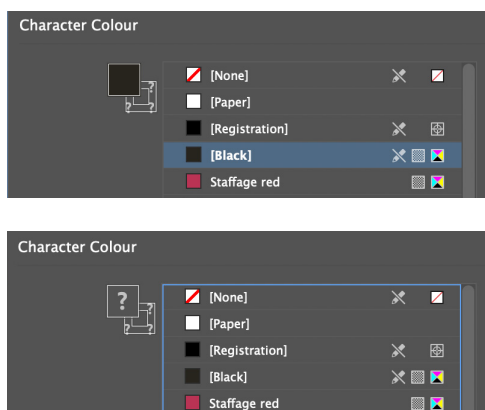 Character Colour
?
? ?
[None]
[Paper]
[Registration]
[Black]
Staffage red
Character Colour
?
?
? ?
[None]
[Paper]
[Registration]
[Black]
Staffage red